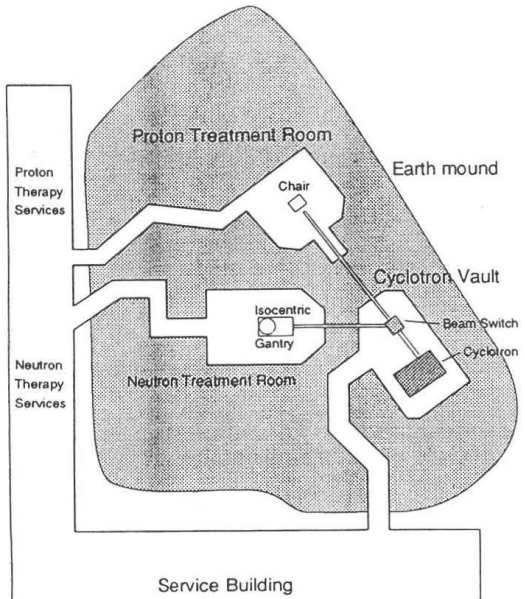 Proton Treatment Room
Earth mound
Proton
Therapy
Services
Chair
Cyclotron Vault
Isocentric
Gantry
Beam Switch
Cyclotron
Neutron
Therapy
Services
Neutron Treatment Room
Service Building